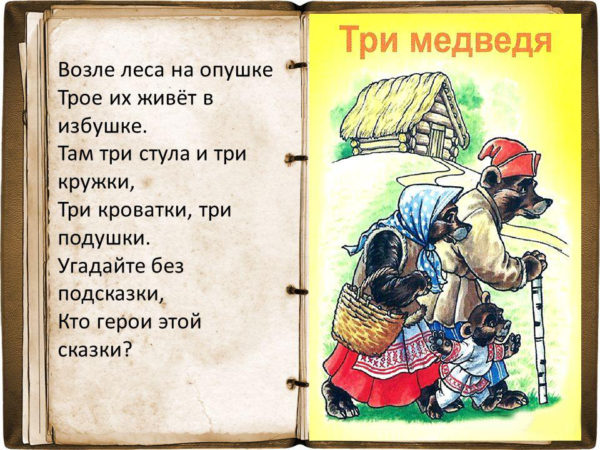 Возле леса на опушке
Трое их живёт в
избушке.
Там три стула и три
кружки,
Три кроватки, три
подушки.
Угадайте без
подсказки,
Кто герои этой
сказки?
Три медведя